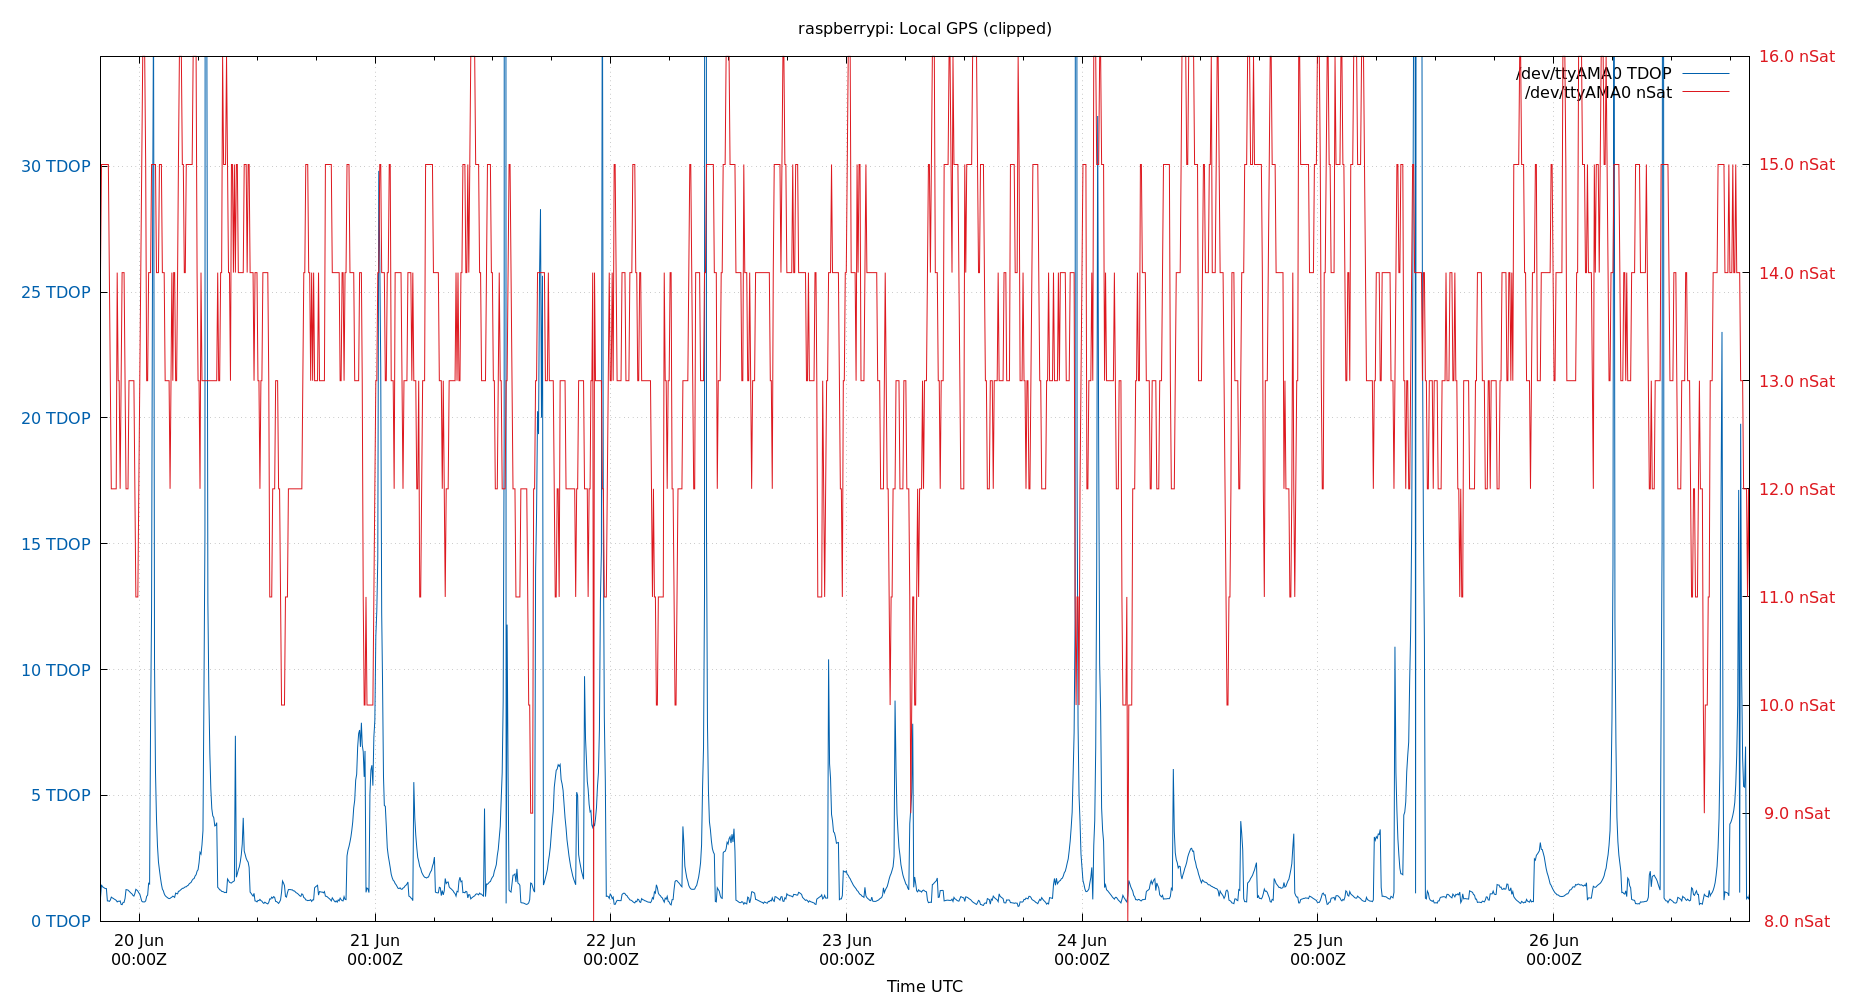 raspberrypi: Local GPS (clipped)
16.0 nSat
/dev/ttyAMA0 TDOP
/dev/ttyAMA0 nSat
30 TDOP
15.0 nSat
25 TDOP
14.0 nSat
20 TDOP
13.0 nSat
15 TDOP
12.0 nSat
10 TDOP
11.0 nSat
5 TDOP
10.0 nSat
0 TDOP
9.0 nSat
8.0 nSat
20 Jun 21 Jun 22 Jun 23 Jun 24 Jun 25 Jun 26 Jun
00:00Z 00:00Z 00:00Z 00:00Z 00:00Z 00:00Z 00:00Z
Time UTC